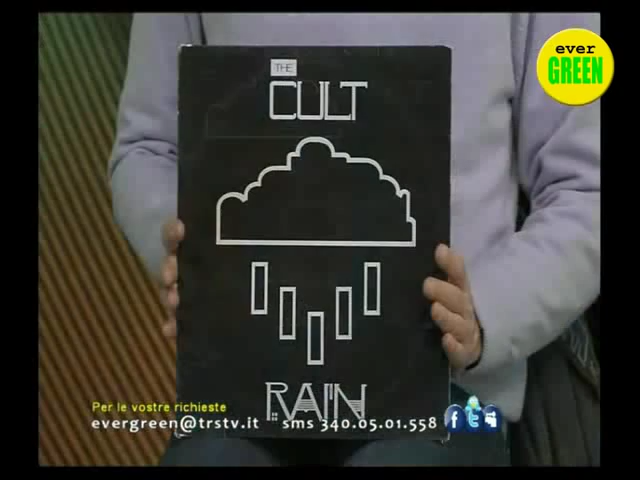 ever
GREEN
THE
CULT
RAIN
Per le vostre richieste
evergreen@trstv.it sms 340.05.01.558
f t